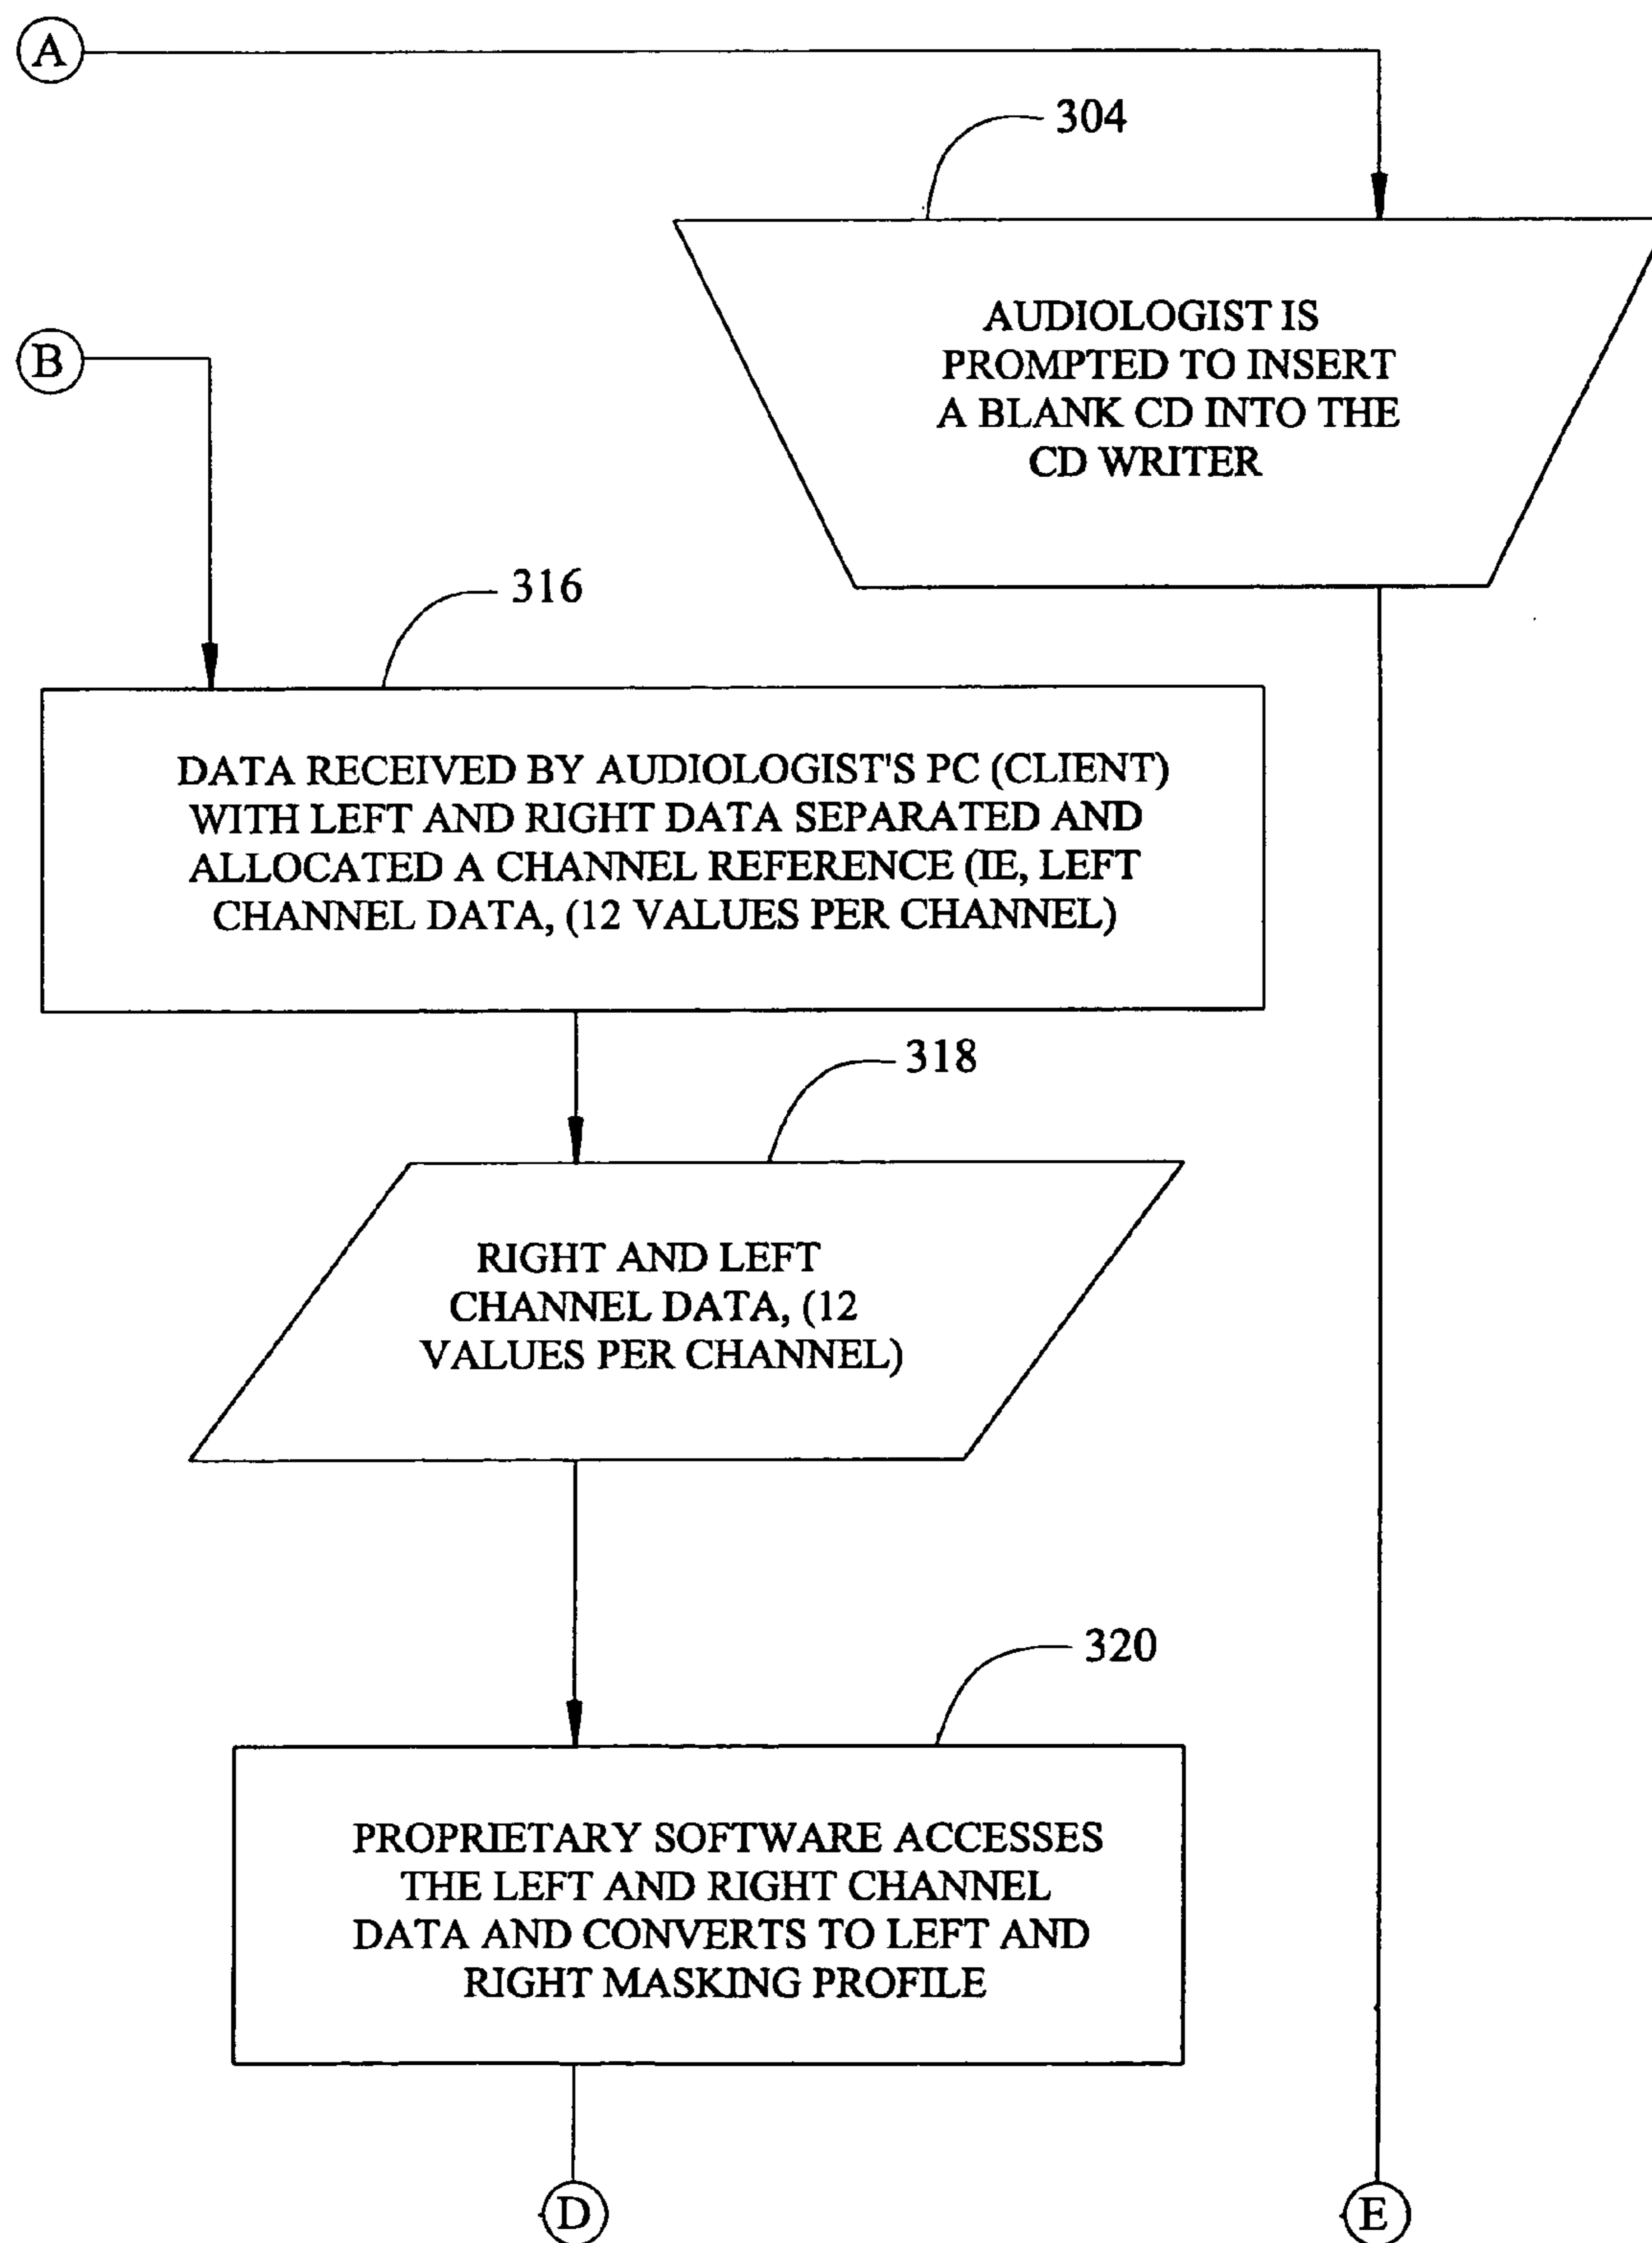 A
304
AUDIOLOGIST IS
PROMPTED TO INSERT
A BLANK CD INTO THE
CD WRITER
B
316
DATA RECEIVED BY AUDIOLOGIST'S PC (CLIENT)
WITH LEFT AND RIGHT DATA SEPARATED AND
ALLOCATED A CHANNEL REFERENCE (IE, LEFT
CHANNEL DATA, (12 VALUES PER CHANNEL)
318
RIGHT AND LEFT
CHANNEL DATA, (12
VALUES PER CHANNEL)
320
PROPRIETARY SOFTWARE ACCESSES
THE LEFT AND RIGHT CHANNEL
DATA AND CONVERTS TO LEFT AND
RIGHT MASKING PROFILE
D
E